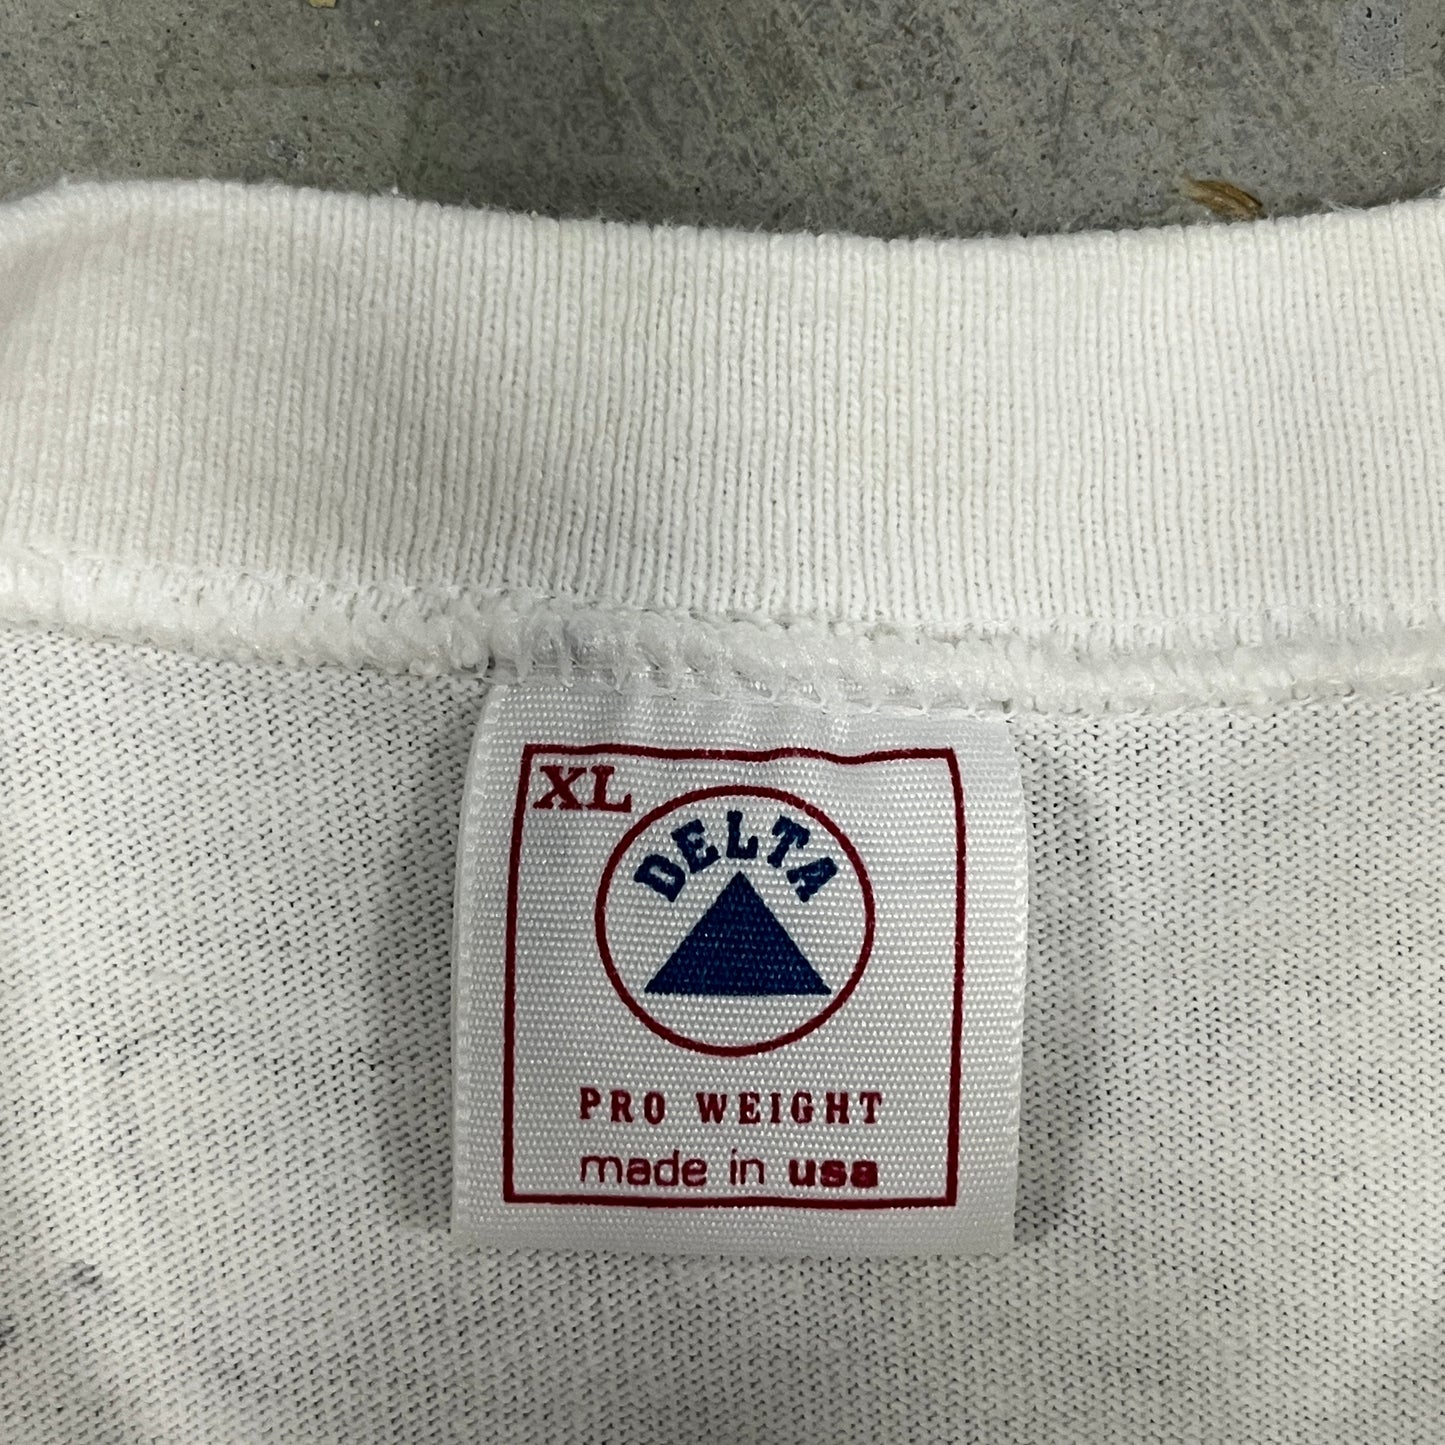 XL
DELTA
PRO WEIGHT
made in usa